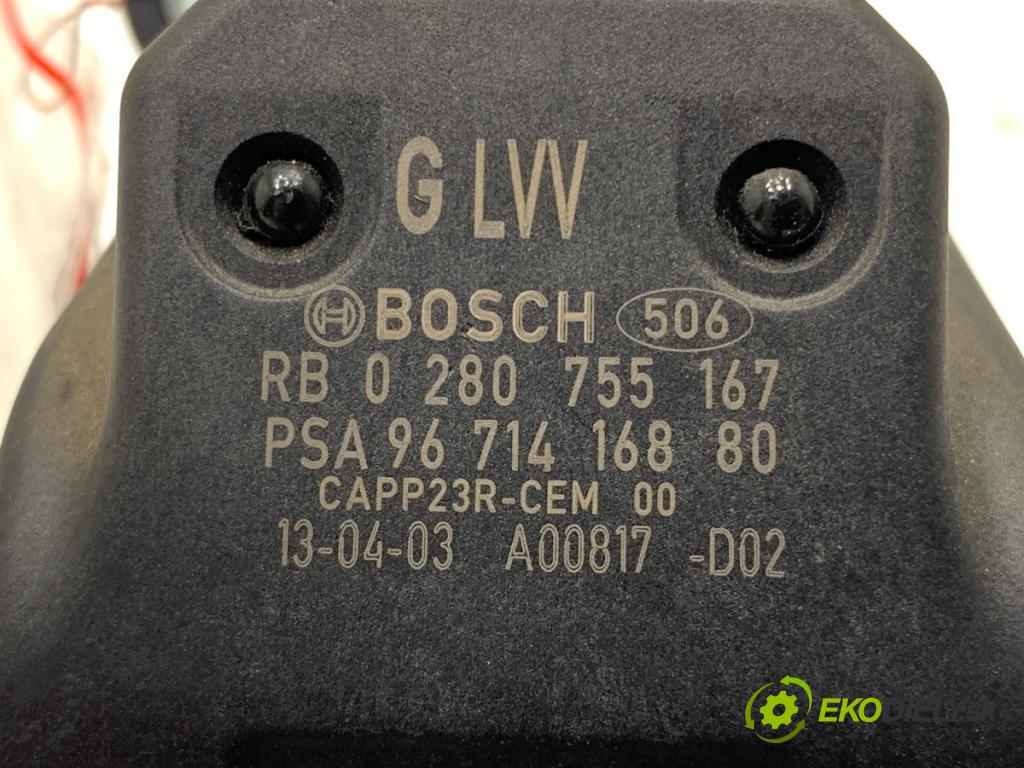 G LVV
BOSCH 506
RB 0 280 755 167
PSA 96 714 168 80
CAPP23R-CEM 00
13-04-03 A00817 -D02
EKODIELY.SK